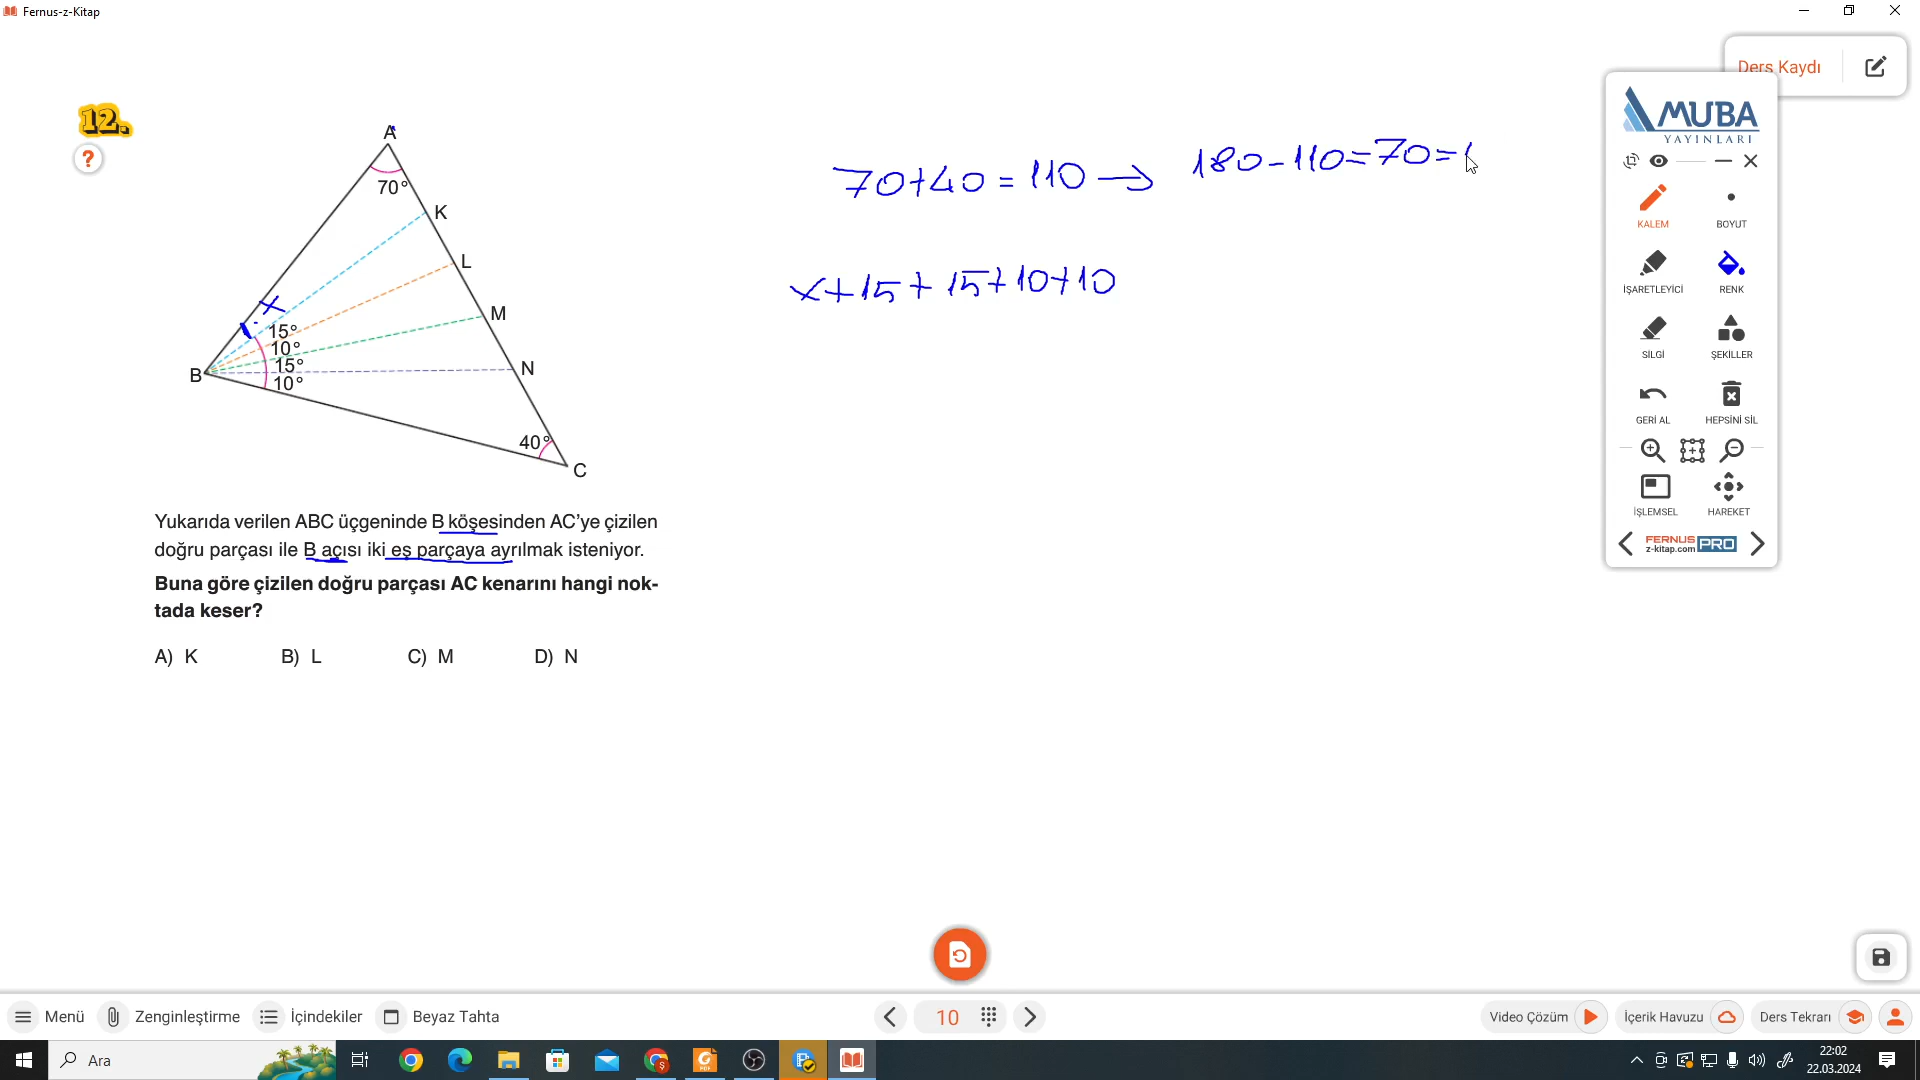 Fernus-z-Kitap
Ders Kaydı
12.
?
A
70°
K
L
M
N
B
C
x
15°
10°
15°
10°
40°
70+40=110→
180-110=70=
x+15+15+10+10
Yukarıda verilen ABC üçgeninde B köşesinden AC'ye çizilen
doğru parçası ile B açısı iki eş parçaya ayrılmak isteniyor.
Buna göre çizilen doğru parçası AC kenarını hangi nok-
tada keser?
A) K B) L C) M D) N
MUBA
YAYINLARI
KALEM BOYUT
İŞARETLEYİCİ RENK
SİLGİ ŞEKİLLER
GERİ AL HEPSİNİ SİL
İŞLEMSEL HAREKET
FERNUS
z-kitap.com PRO
Menü Zenginleştirme İçindekiler Beyaz Tahta 10 Video Çözüm İçerik Havuzu Ders Tekrarı
Ara
22:02
22.03.2024